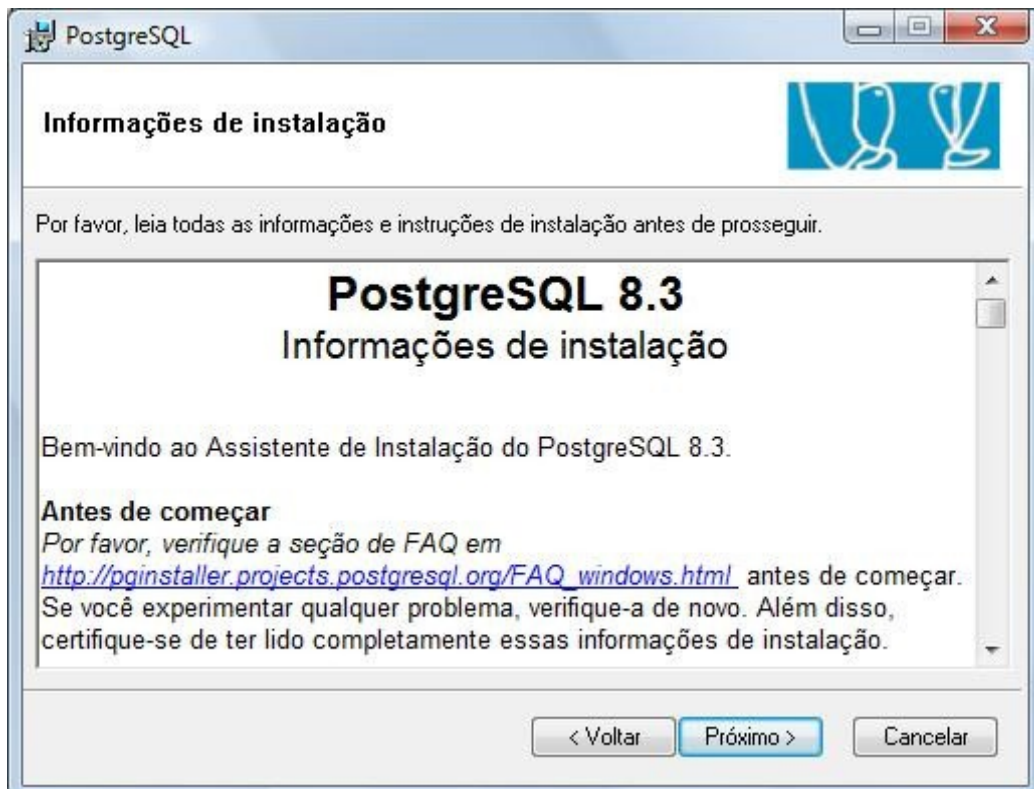 PostgreSQL
Informações de instalação
Por favor, leia todas as informações e instruções de instalação antes de prosseguir.
PostgreSQL 8.3
Informações de instalação
Bem-vindo ao Assistente de Instalação do PostgreSQL 8.3.
Antes de começar
Por favor, verifique a seção de FAQ em
http://pginstaller.projects.postgresql.org/FAQ_windows.html antes de começar.
Se você experimentar qualquer problema, verifique-a de novo. Além disso,
certifique-se de ter lido completamente essas informações de instalação.
< Voltar Próximo > Cancelar